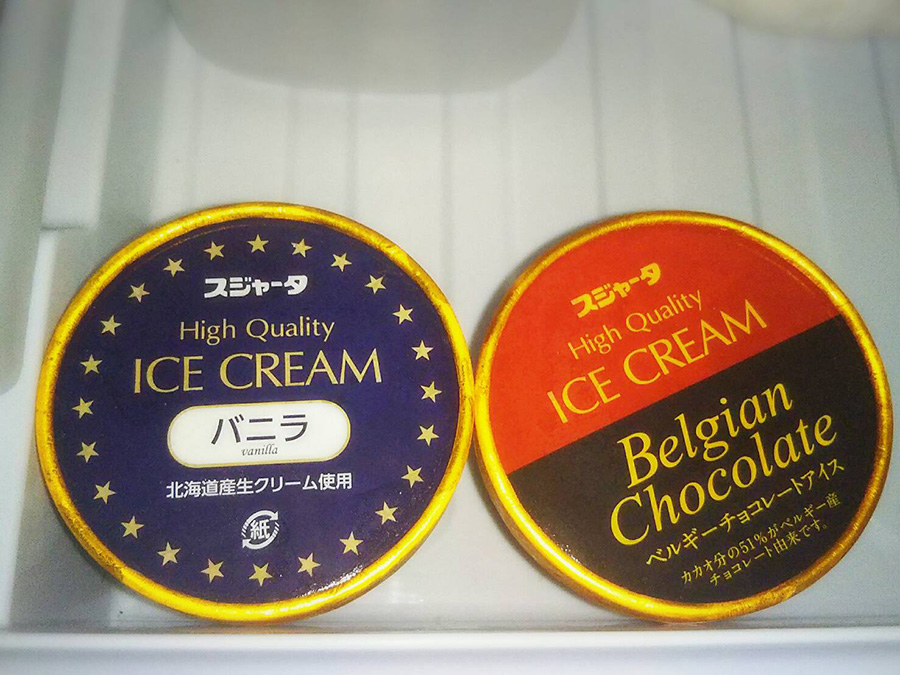 スジャータ
High Quality
ICE CREAM
バニラ
vanilla
北海道産生クリーム使用
紙
スジャータ
High Quality
ICE CREAM
Belgian
Chocolate
ベルギーチョコレートアイス
カカオ分の51%がベルギー産
チョコレート由来です。